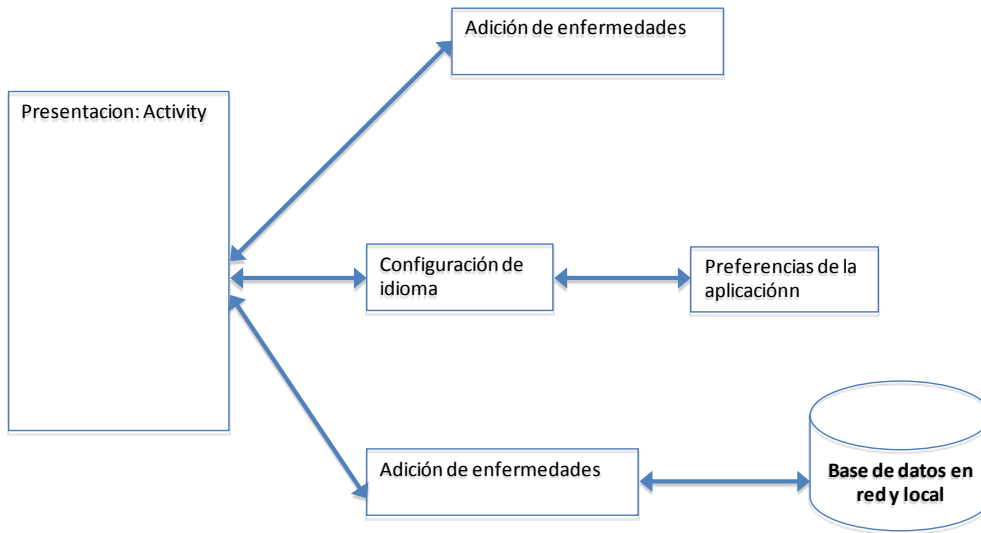 Adición de enfermedades
Presentacion: Activity
Configuración de
idioma
Preferencias de la
aplicaciónn
Adición de enfermedades
Base de datos en
red y local